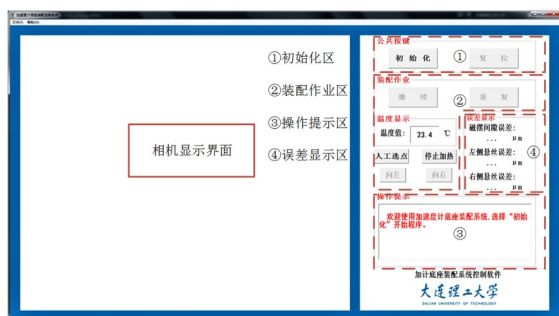 文件(F) 帮助(H)
①初始化区
②装配作业区
③操作提示区
④误差显示区
相机显示界面
公共按键
初 始 化
①
复 位
装配作业
继 续
②
重 复
温度显示
温度值: 23.4 ℃
人工选点
停止加热
向左
向右
误差显示
磁摆间隙误差:
... μm
左侧悬丝误差:
④
... μm
右侧悬丝误差:
... μm
操作提示
欢迎使用加速度计底座装配系统,选择“初始
化”开始程序。
③
加计底座装配系统控制软件
大连理工大学
DALIAN UNIVERSITY OF TECHNOLOGY